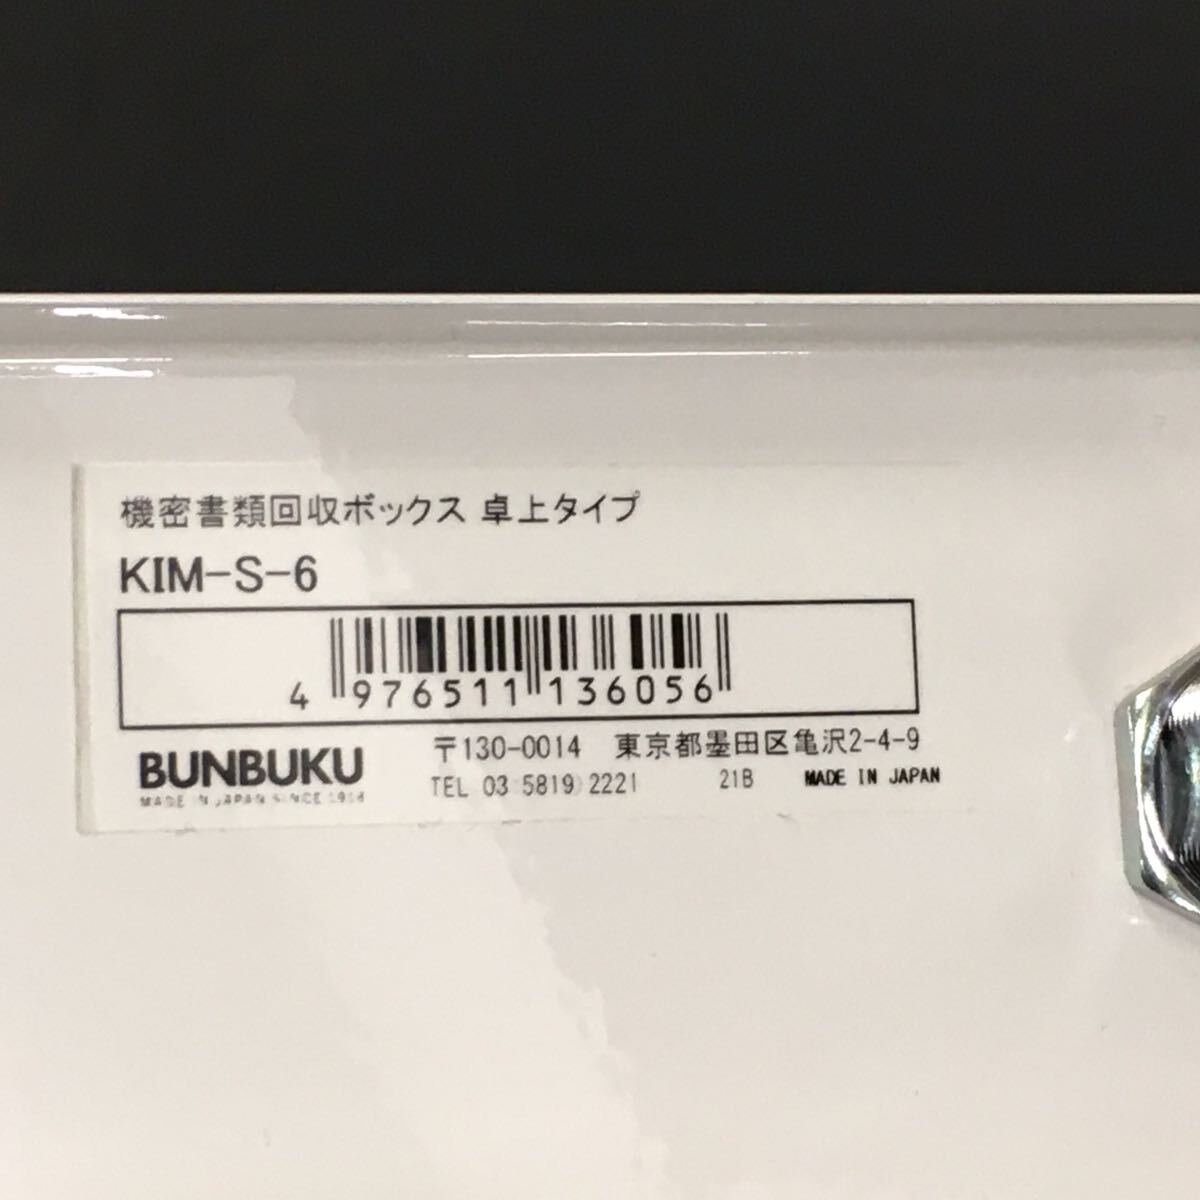 機密書類回収ボックス 卓上タイプ
KIM-S-6
4 976511 136056
BUNBUKU
MADE IN JAPAN SINCE 1918
〒130-0014 東京都墨田区亀沢2-4-9
TEL 03(5819)2221 21B MADE IN JAPAN